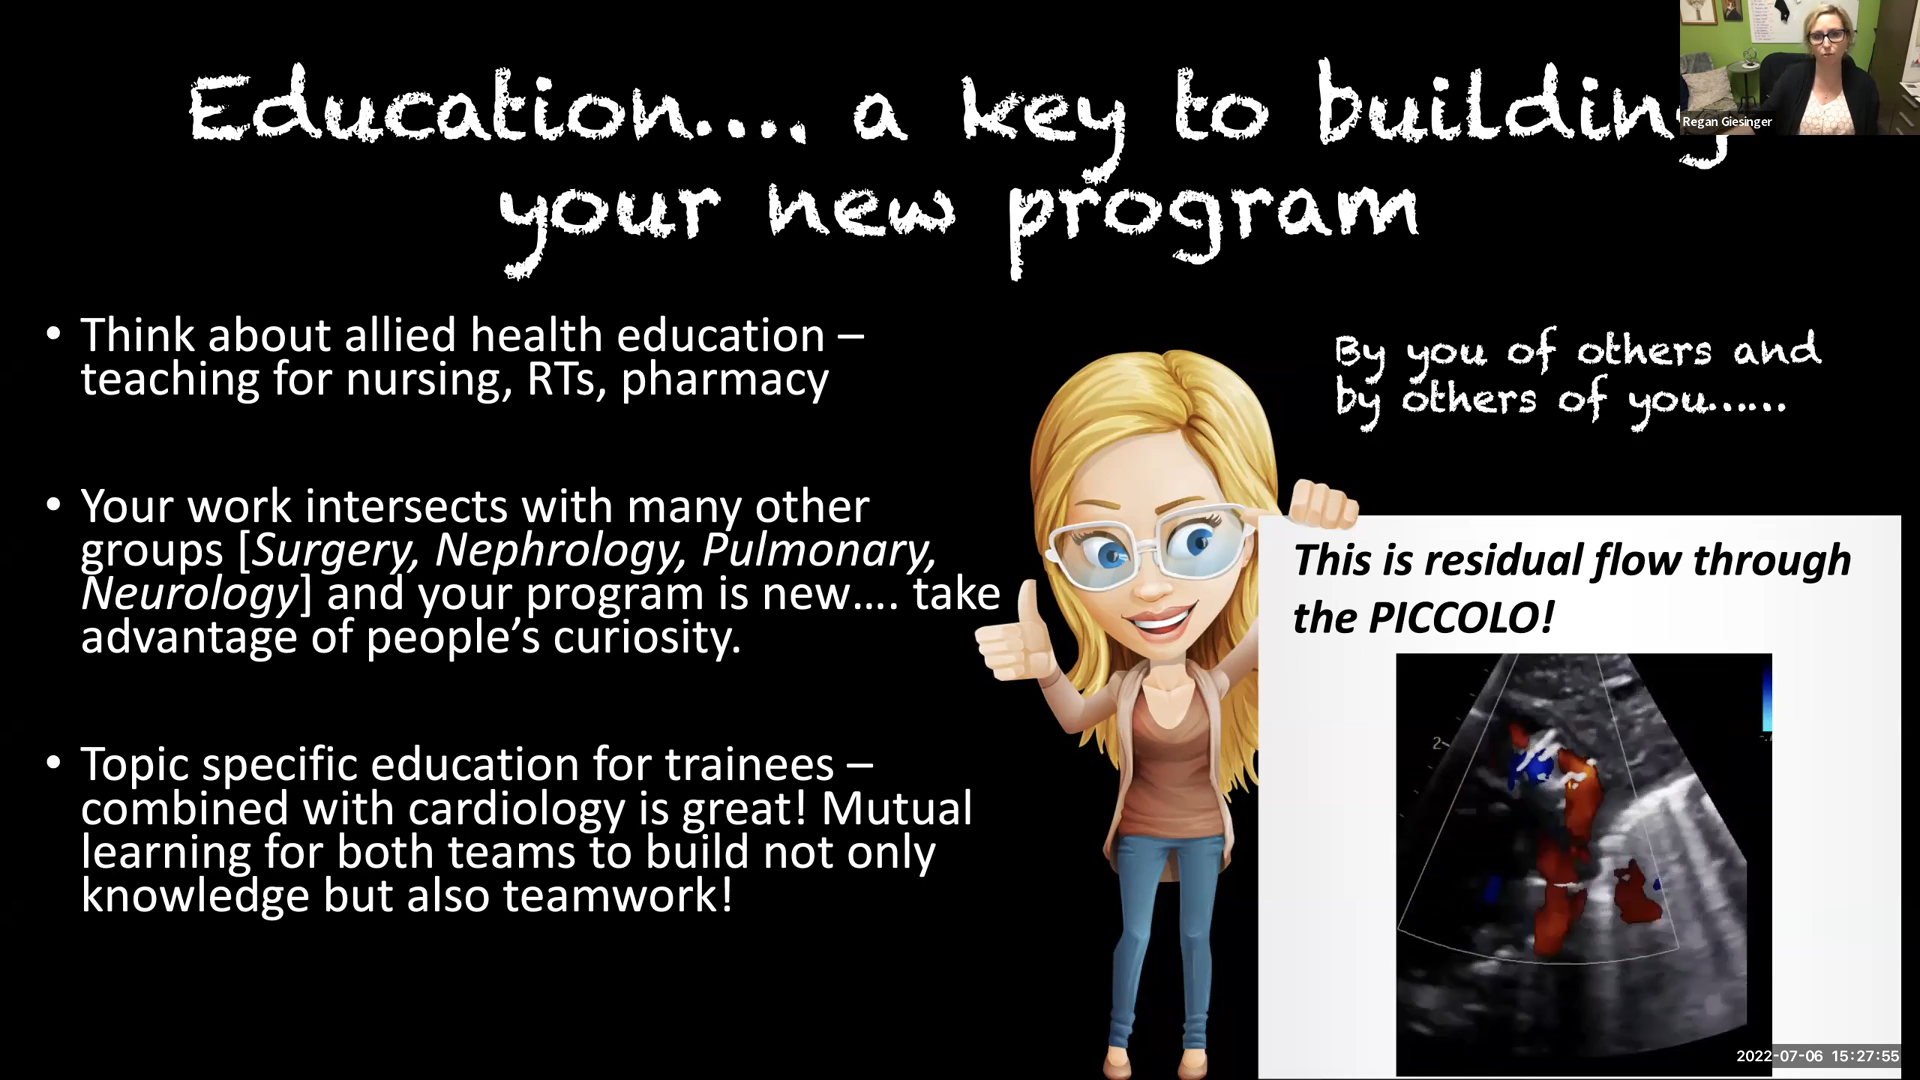 Education.... a key to building
your new program
Regan Giesinger
• Think about allied health education –
teaching for nursing, RTs, pharmacy
• Your work intersects with many other
groups [Surgery, Nephrology, Pulmonary,
Neurology] and your program is new.... take
advantage of people’s curiosity.
• Topic specific education for trainees –
combined with cardiology is great! Mutual
learning for both teams to build not only
knowledge but also teamwork!
By you of others and
by others of you......
This is residual flow through
the PICCOLO!
2
2022-07-06 15:27:55